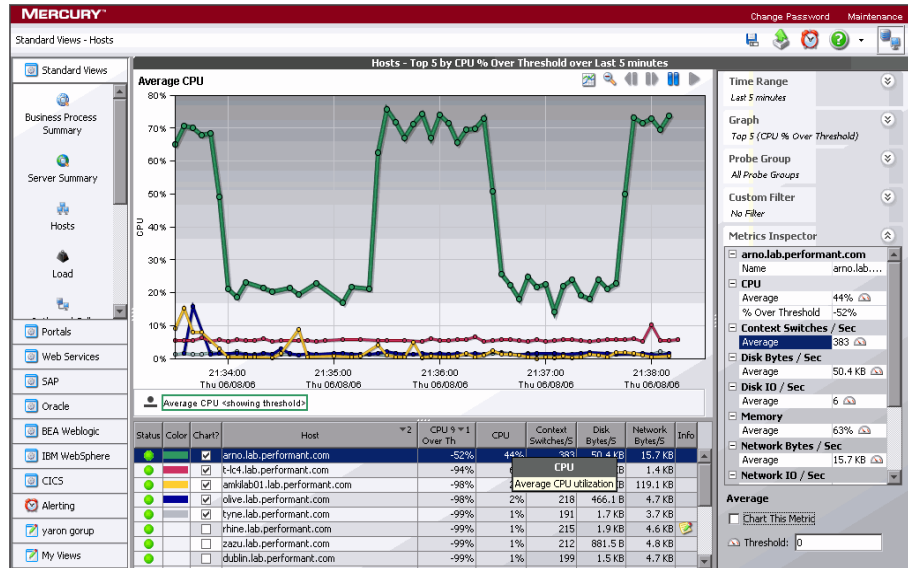 MERCURY™
Change Password Maintenance
Standard Views - Hosts
Standard Views
Business Process
Summary
Server Summary
Hosts
Load
Portals
Web Services
SAP
Oracle
BEA Weblogic
IBM WebSphere
CICS
Alerting
yaron gorup
My Views
Hosts - Top 5 by CPU % Over Threshold over Last 5 minutes
Average CPU
80%
70%
60%
50%
40%
30%
20%
10%
0%
CPU
21:34:00 21:35:00 21:36:00 21:37:00 21:38:00
Thu 06/08/06 Thu 06/08/06 Thu 06/08/06 Thu 06/08/06 Thu 06/08/06
Average CPU <showing threshold>
Status Color Chart? Host 2 CPU 9 1 Over Th CPU Context Switches/S Disk Bytes/S Network Bytes/S Info
arno.lab.performant.com -52% 44% 383 50.4 KB 15.7 KB
t-lc4.lab.performant.com -94% 1.4 KB
amkilab01.lab.performant.com -98% 119.1 KB
olive.lab.performant.com -98% 2% 218 466.1 B 4.7 KB
tyne.lab.performant.com -99% 1% 191 1.7 KB 3.7 KB
rhine.lab.performant.com -99% 1% 215 1.9 KB 4.6 KB
zazu.lab.performant.com -99% 1% 212 881.5 B 4.8 KB
dublin.lab.performant.com -99% 1% 199 1.5 KB 4.7 KB
CPU
Average CPU utilization
Time Range
Last 5 minutes
Graph
Top 5 (CPU % Over Threshold)
Probe Group
All Probe Groups
Custom Filter
No Filter
Metrics Inspector
arno.lab.performant.com
Name arno.lab....
CPU
Average 44%
% Over Threshold -52%
Context Switches / Sec
Average 383
Disk Bytes / Sec
Average 50.4 KB
Disk IO / Sec
Average 6
Memory
Average 63%
Network Bytes / Sec
Average 15.7 KB
Network IO / Sec
Average
Chart This Metric
Threshold: 0